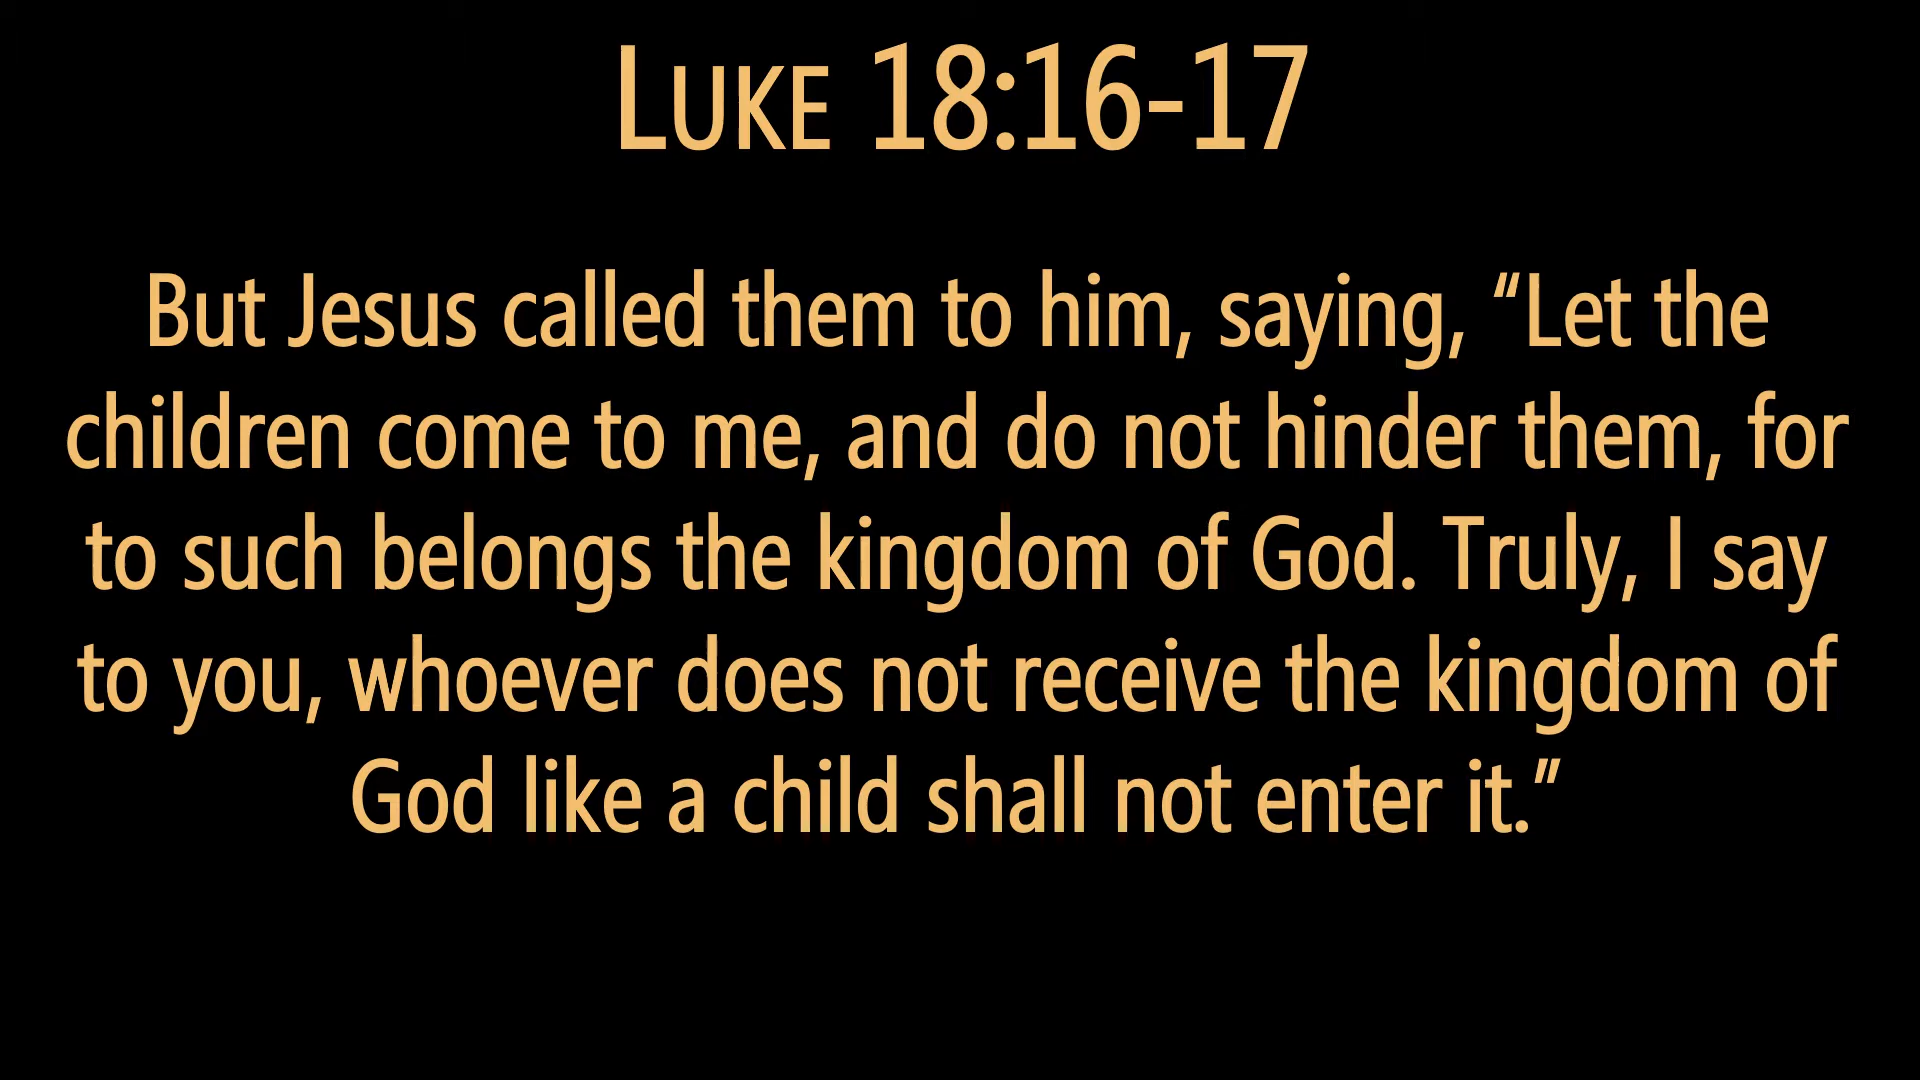 LUKE 18:16-17
But Jesus called them to him, saying, “Let the
children come to me, and do not hinder them, for
to such belongs the kingdom of God. Truly, I say
to you, whoever does not receive the kingdom of
God like a child shall not enter it.”